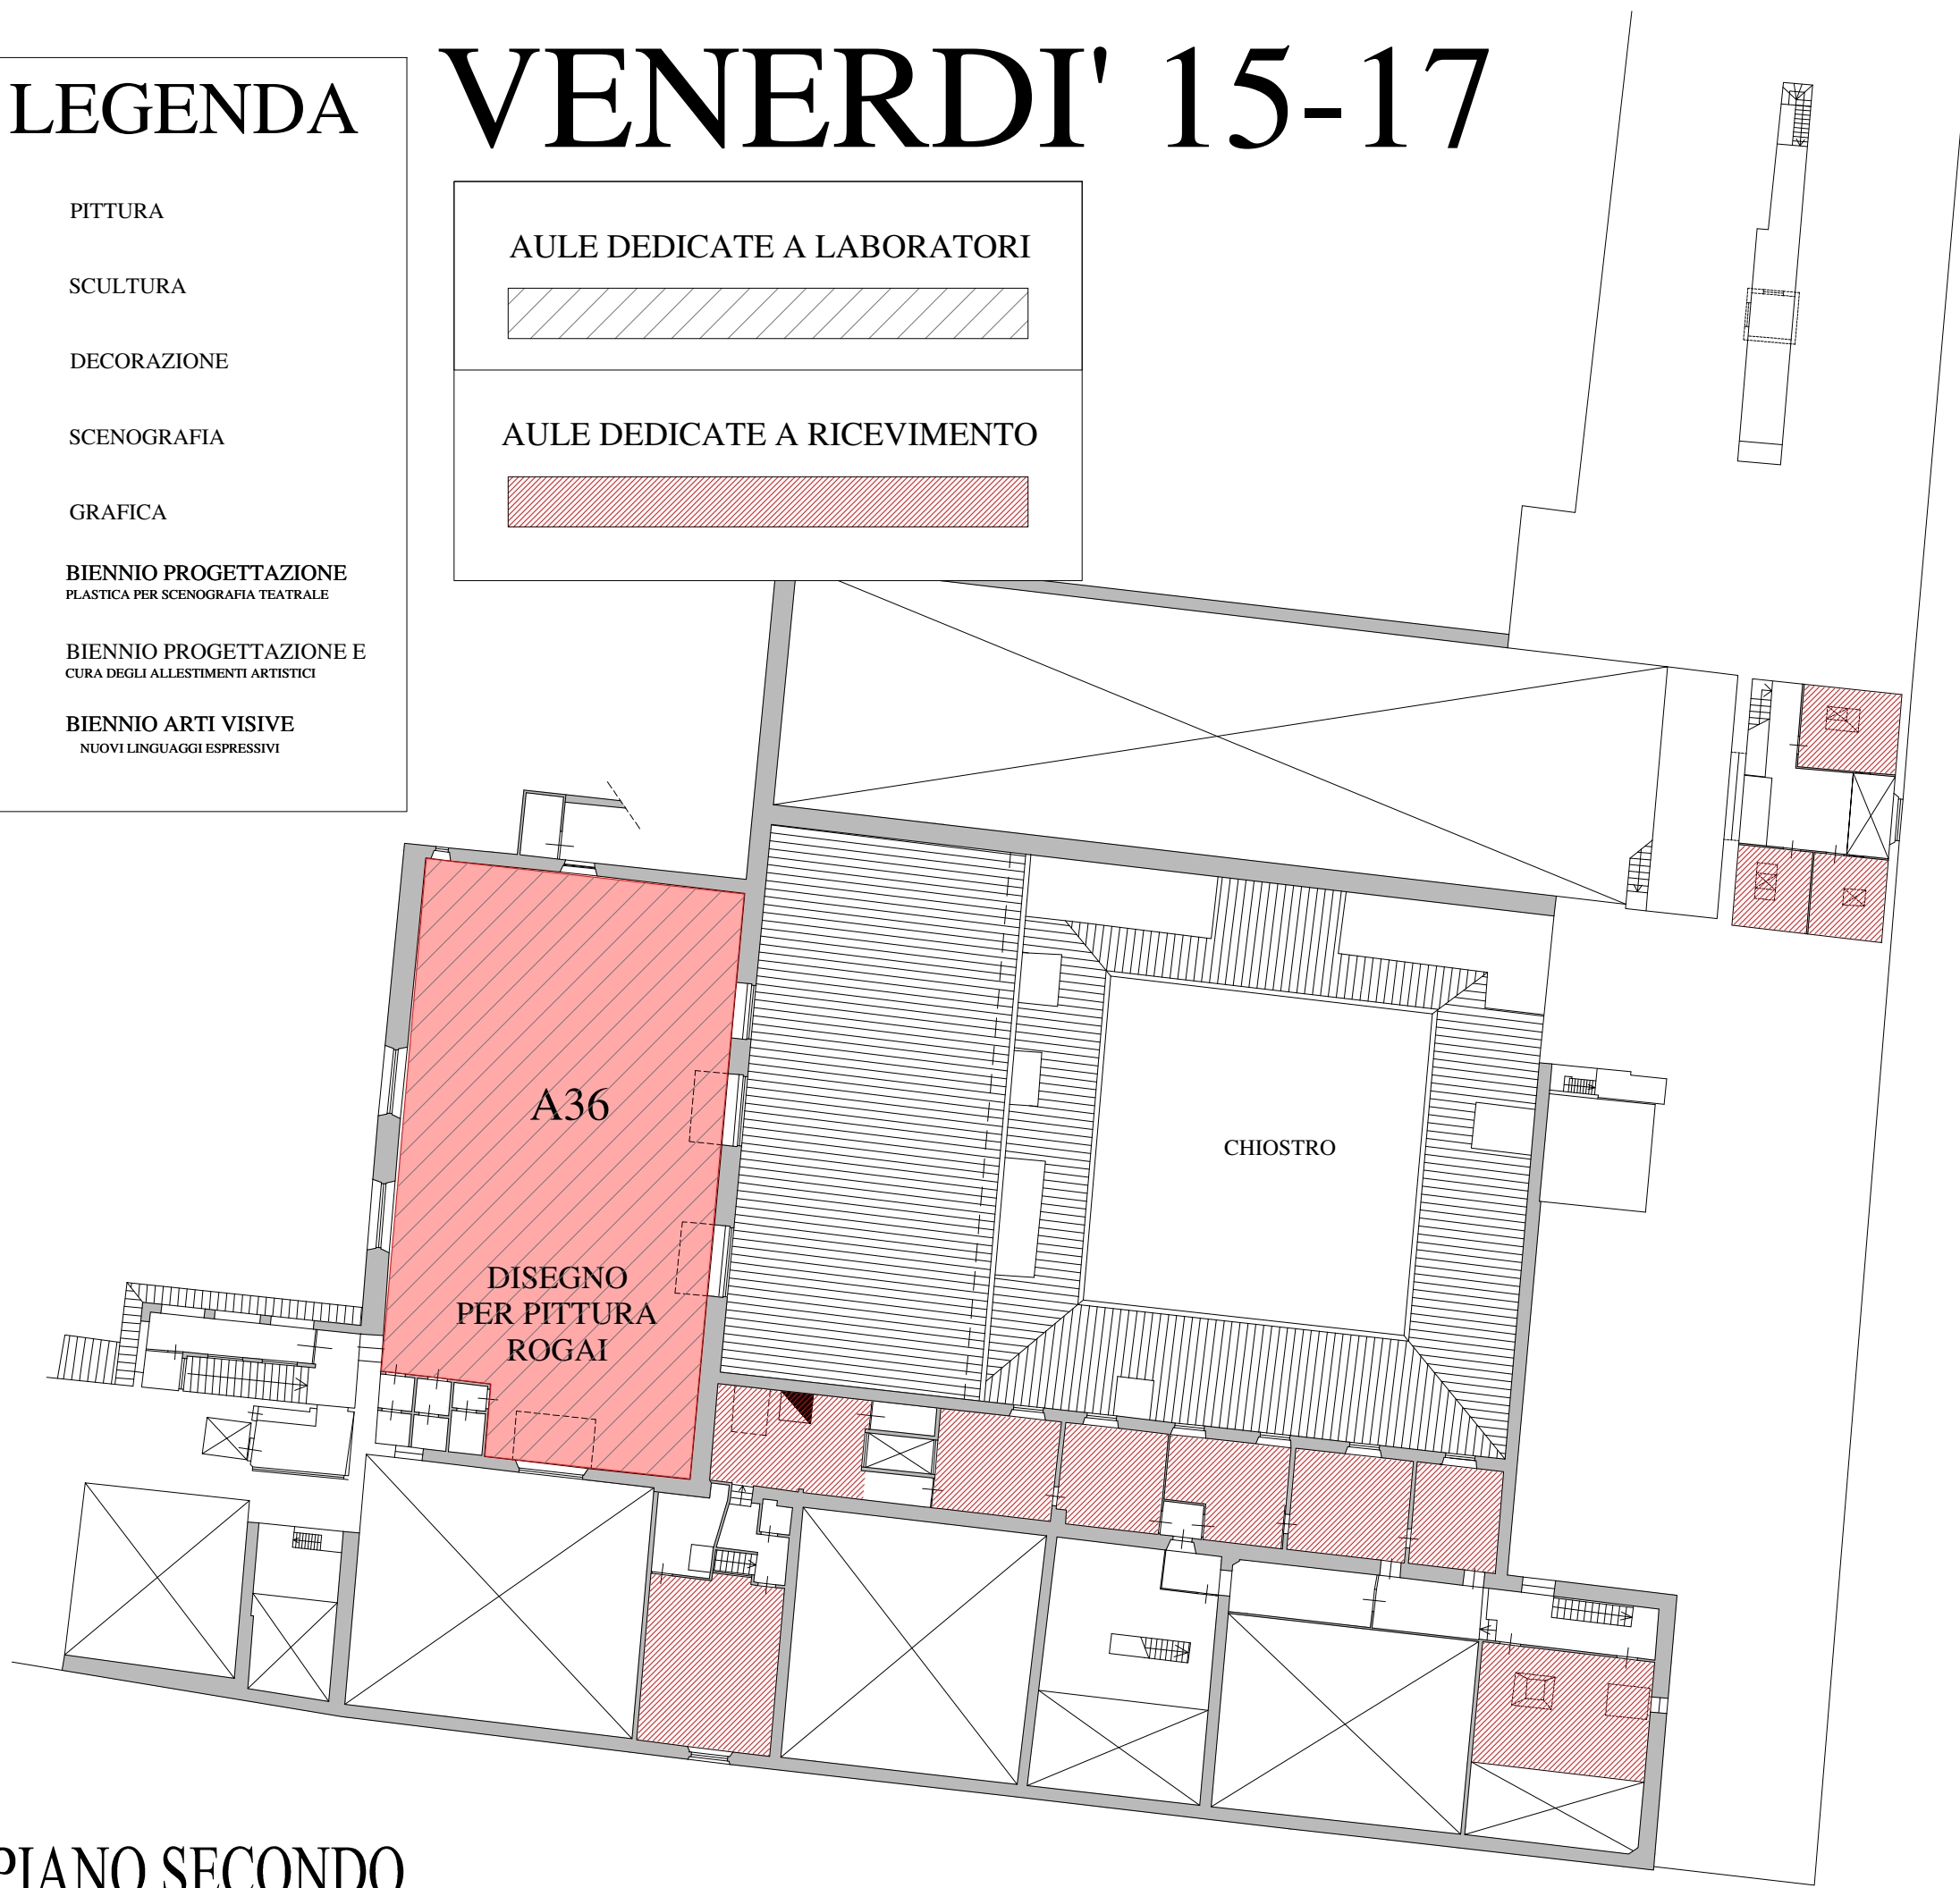 VENERDI' 15-17
LEGENDA
PITTURA
SCULTURA
DECORAZIONE
SCENOGRAFIA
GRAFICA
BIENNIO PROGETTAZIONE
PLASTICA PER SCENOGRAFIA TEATRALE
BIENNIO PROGETTAZIONE E
CURA DEGLI ALLESTIMENTI ARTISTICI
BIENNIO ARTI VISIVE
NUOVI LINGUAGGI ESPRESSIVI
AULE DEDICATE A LABORATORI
AULE DEDICATE A RICEVIMENTO
A36
DISEGNO
PER PITTURA
ROGAI
CHIOSTRO
PIANO SECONDO